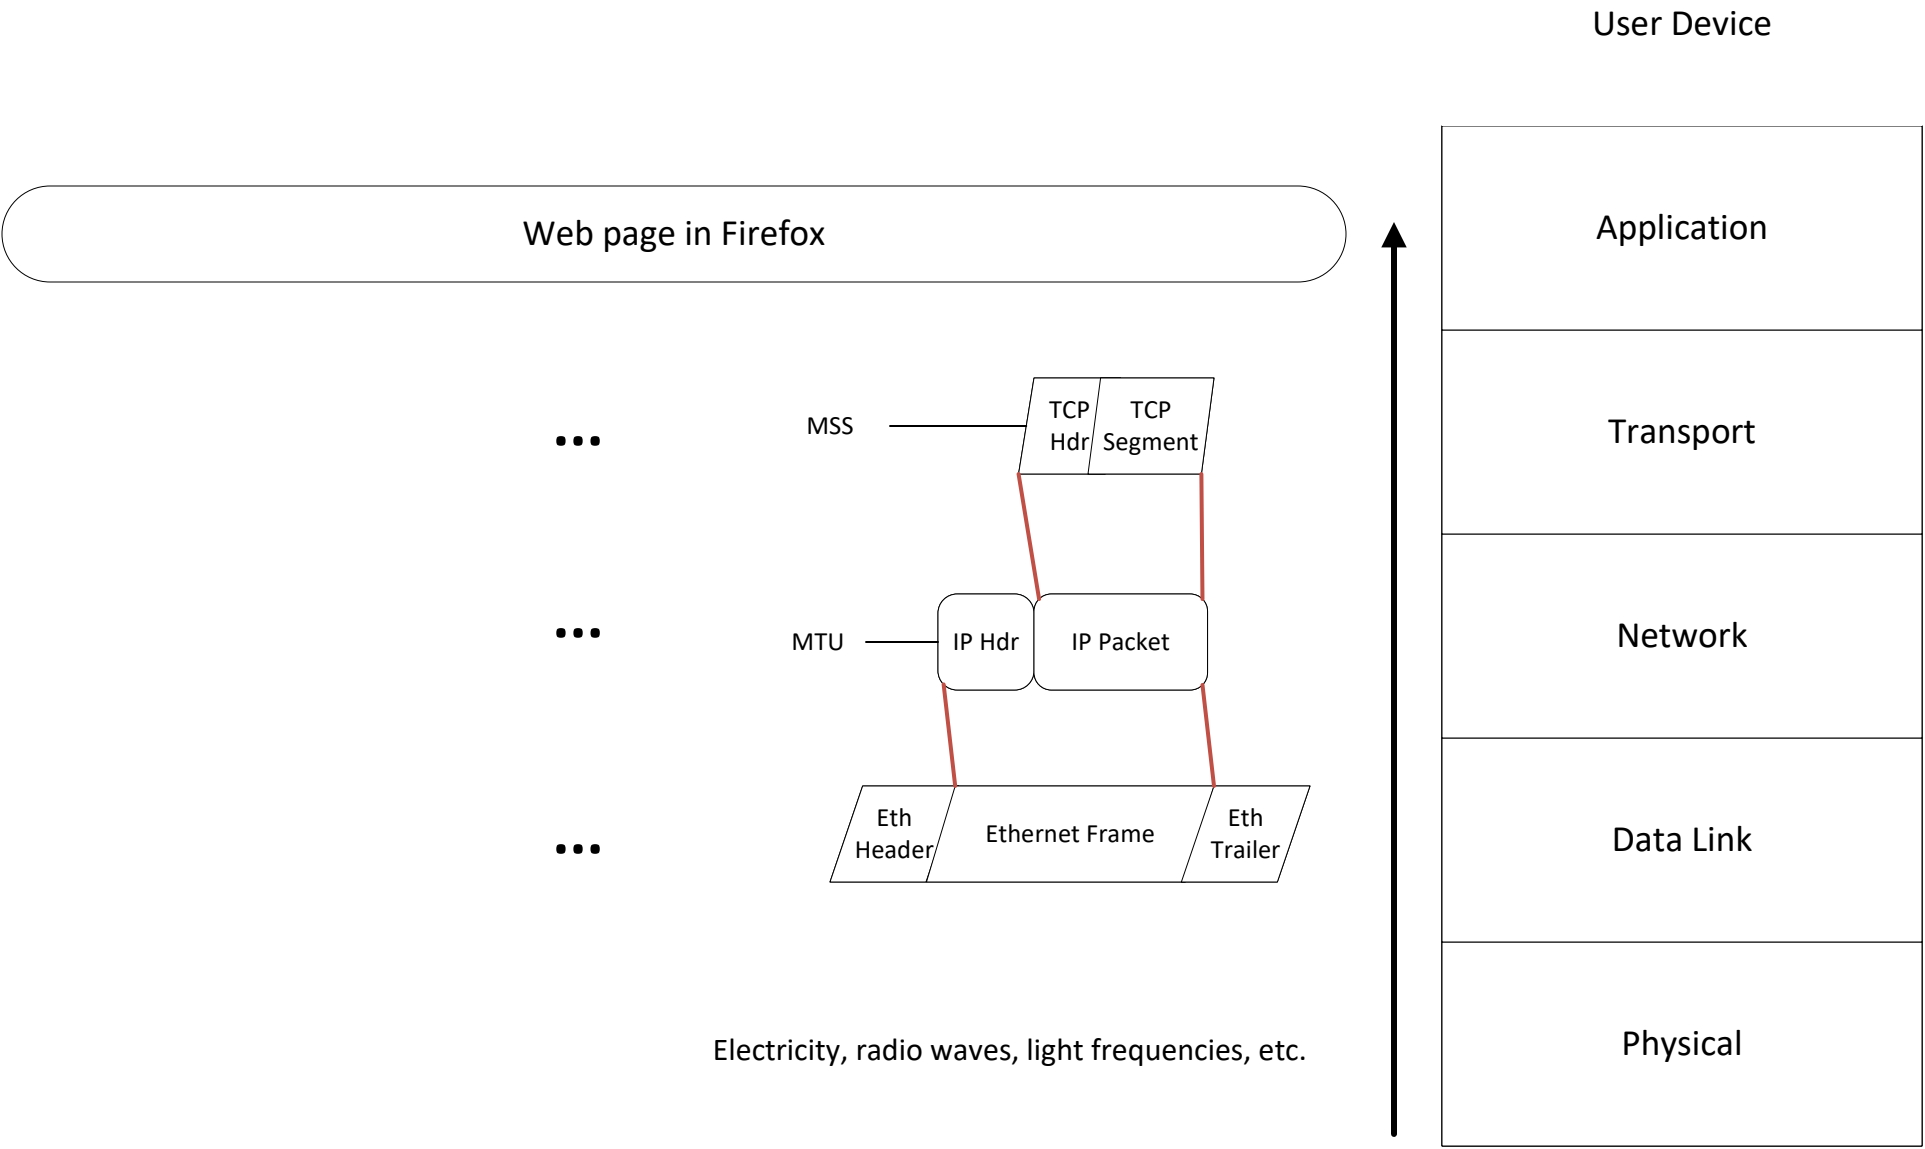 User Device
Web page in Firefox
Application
MSS
TCP
Hdr
TCP
Segment
Transport
...
MTU
IP Hdr
IP Packet
Network
...
Eth
Header
Ethernet Frame
Eth
Trailer
Data Link
...
Electricity, radio waves, light frequencies, etc.
Physical